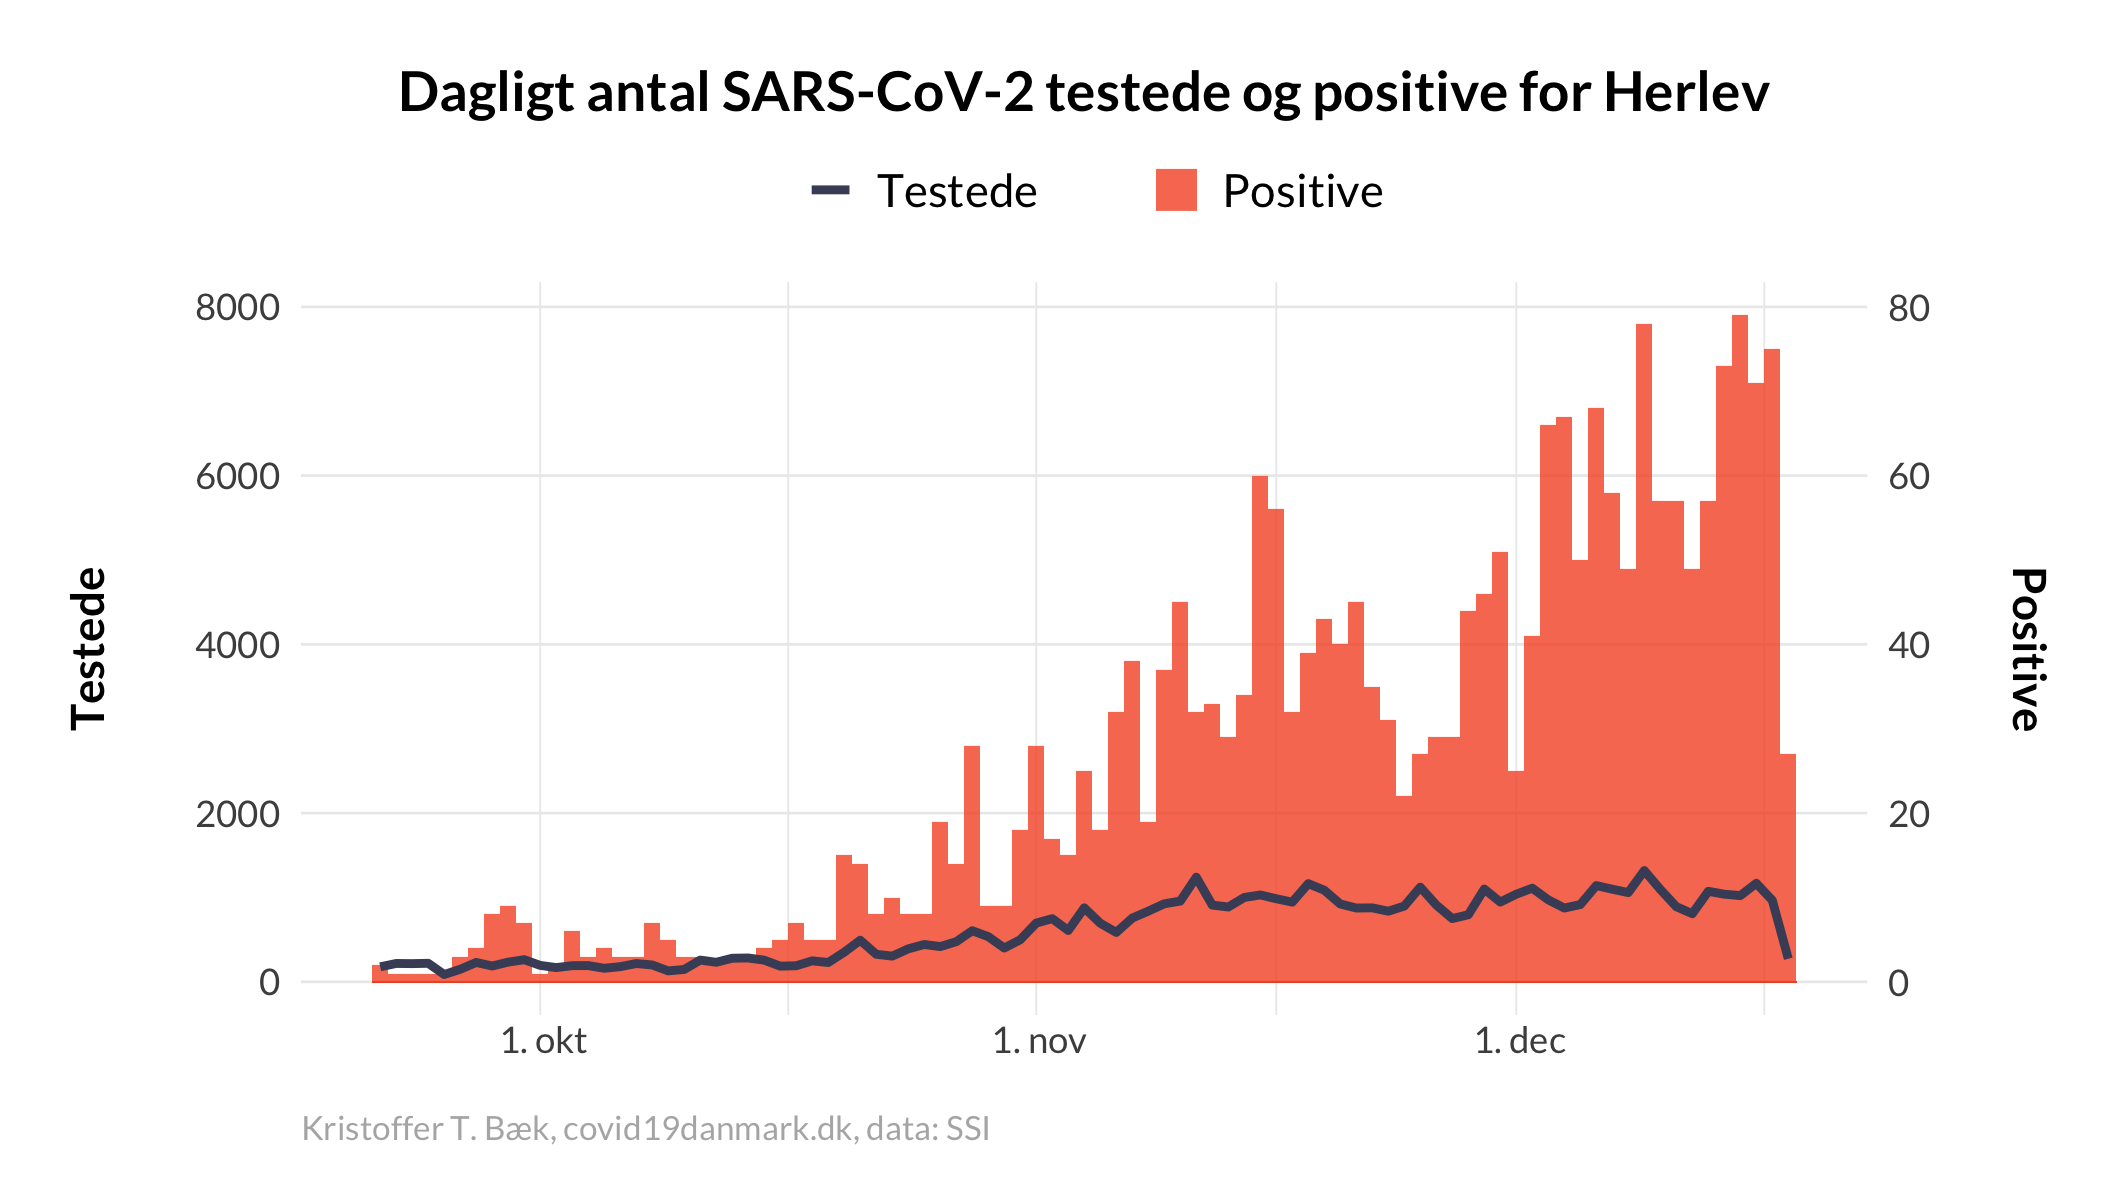 Dagligt antal SARS-CoV-2 testede og positive for Herlev
Testede
Positive
8000
6000
4000
2000
0
80
60
40
20
0
Testede
Positive
1. okt
1. nov
1. dec
Kristoffer T. Bæk, covid19danmark.dk, data: SSI